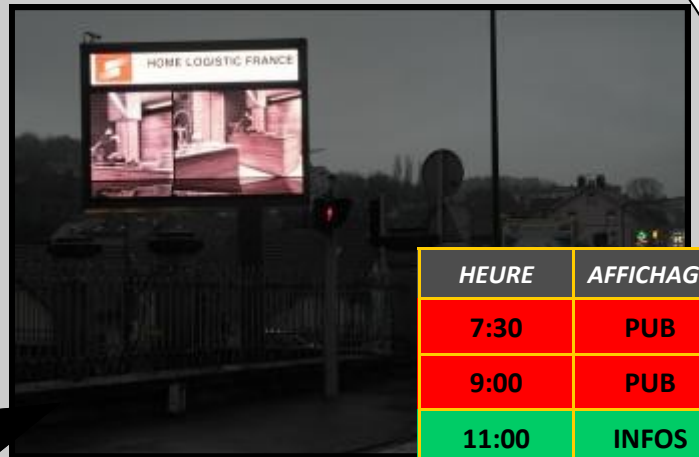 HOME LOGISTIC FRANCE
HEURE AFFICHAG
7:30 PUB
9:00 PUB
11:00 INFOS